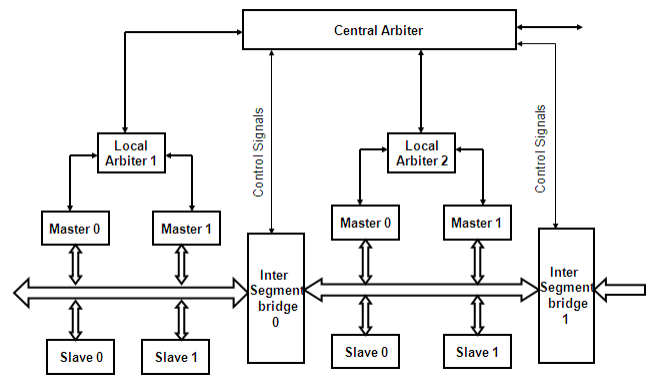 Central Arbiter
Local
Arbiter 1
Control Signals
Local
Arbiter 2
Control Signals
Master 0
Master 1
Master 0
Master 1
Inter
Segment
bridge
0
Inter
Segment
bridge
1
Slave 0
Slave 1
Slave 0
Slave 1